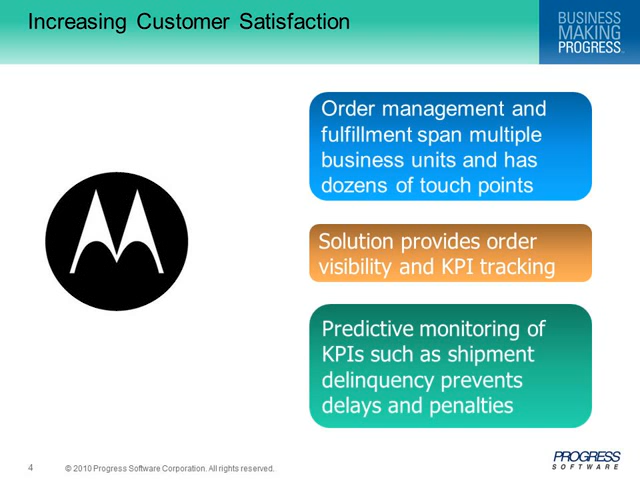 Increasing Customer Satisfaction
BUSINESS
MAKING
PROGRESS™
Order management and
fulfillment span multiple
business units and has
dozens of touch points
Solution provides order
visibility and KPI tracking
Predictive monitoring of
KPIs such as shipment
delinquency prevents
delays and penalties
4 © 2010 Progress Software Corporation. All rights reserved.
PROGRESS
SOFTWARE